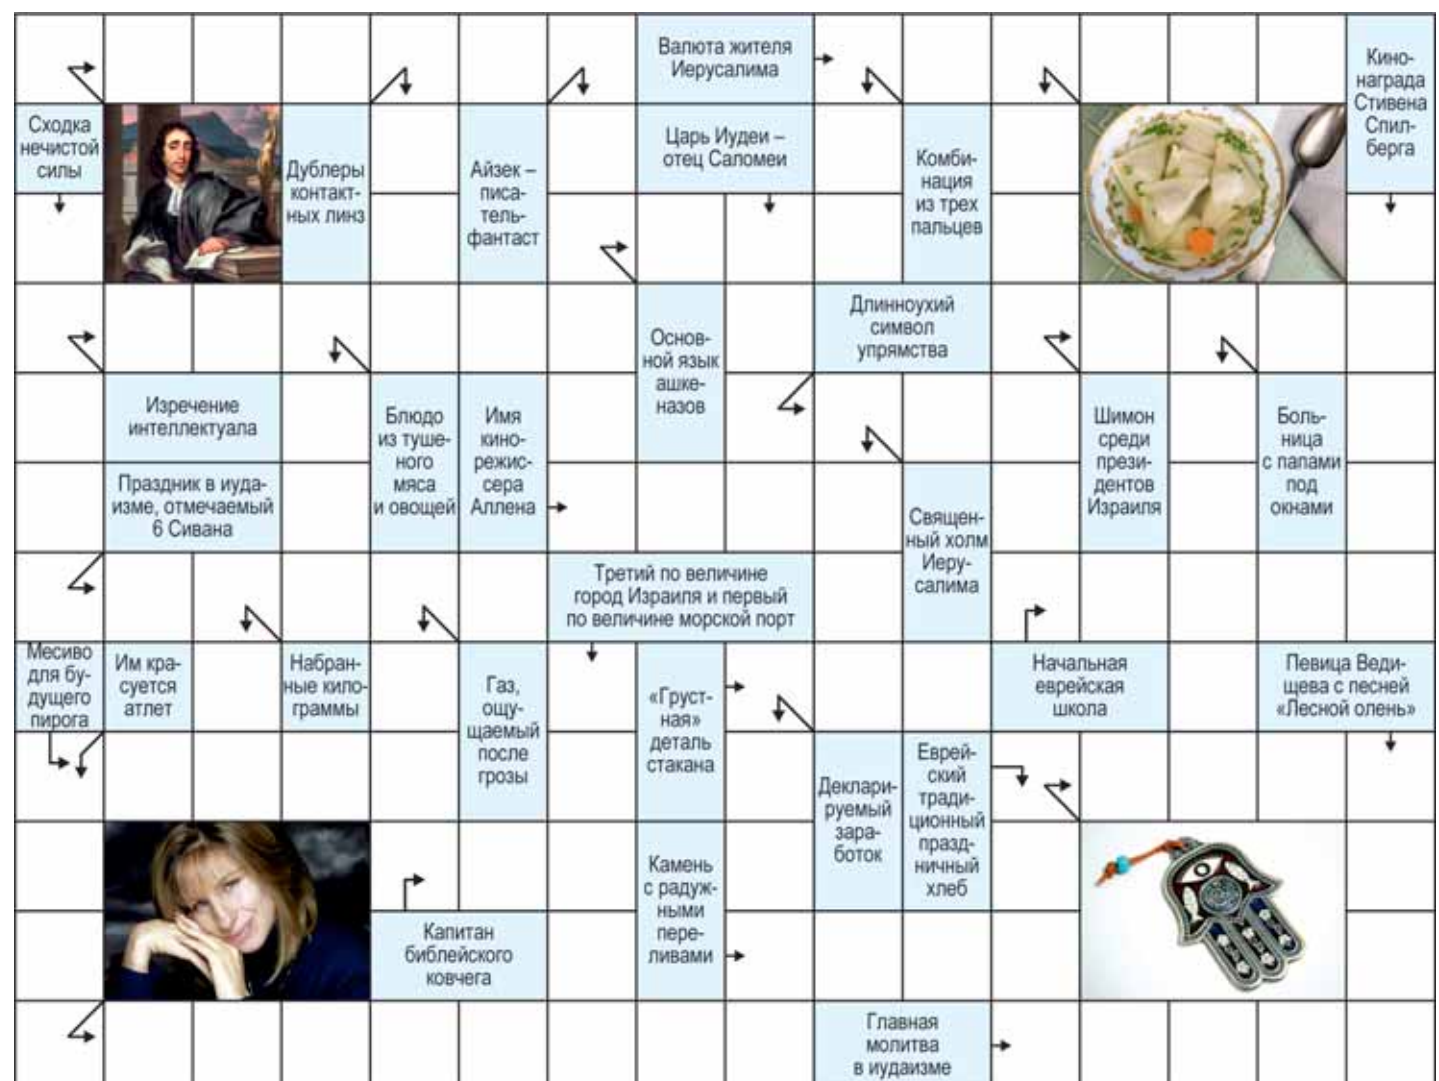 Валюта жителя
Иерусалима
Кино-
награда
Стивена
Спил-
берга
Сходка
нечистой
силы
Дублеры
контакт-
ных линз
Айзек –
писа-
тель-
фантаст
Царь Иудеи –
отец Саломеи
Комби-
нация
из трех
пальцев
Основ-
ной язык
ашке-
назов
Длинноухий
символ
упрямства
Изречение
интеллектуала
Блюдо
из туше-
ного
мяса
и овощей
Имя
кино-
режис-
сера
Аллена
Шимон
среди
прези-
дентов
Израиля
Боль-
ница
с папами
под
окнами
Праздник в иуда-
изме, отмечаемый
6 Сивана
Священ-
ный холм
Иеру-
салима
Третий по величине
город Израиля и первый
по величине морской порт
Месиво
для бу-
дущего
пирога
Им кра-
суется
атлет
Набран-
ные кило-
граммы
Газ,
ощу-
щаемый
после
грозы
«Груст-
ная»
деталь
стакана
Начальная
еврейская
школа
Певица Веди-
щева с песней
«Лесной олень»
Деклари-
руемый
зара-
боток
Еврей-
ский
тради-
ционный
празд-
ничный
хлеб
Камень
с радуж-
ными
пере-
ливами
Капитан
библейского
ковчега
Главная
молитва
в иудаизме